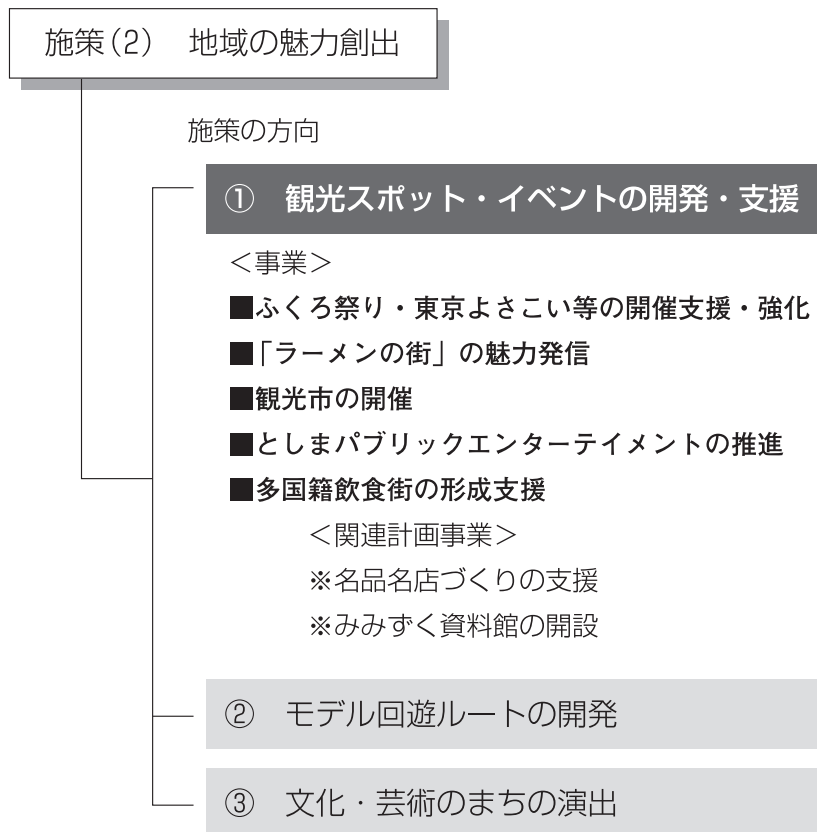 施策(2) 地域の魅力創出
施策の方向
① 観光スポット・イベントの開発・支援
＜事業＞
■ふくろ祭り・東京よさこい等の開催支援・強化
■「ラーメンの街」の魅力発信
■観光市の開催
■としまパブリックエンターテイメントの推進
■多国籍飲食街の形成支援
＜関連計画事業＞
※名品名店づくりの支援
※みみずく資料館の開設
② モデル回遊ルートの開発
③ 文化・芸術のまちの演出